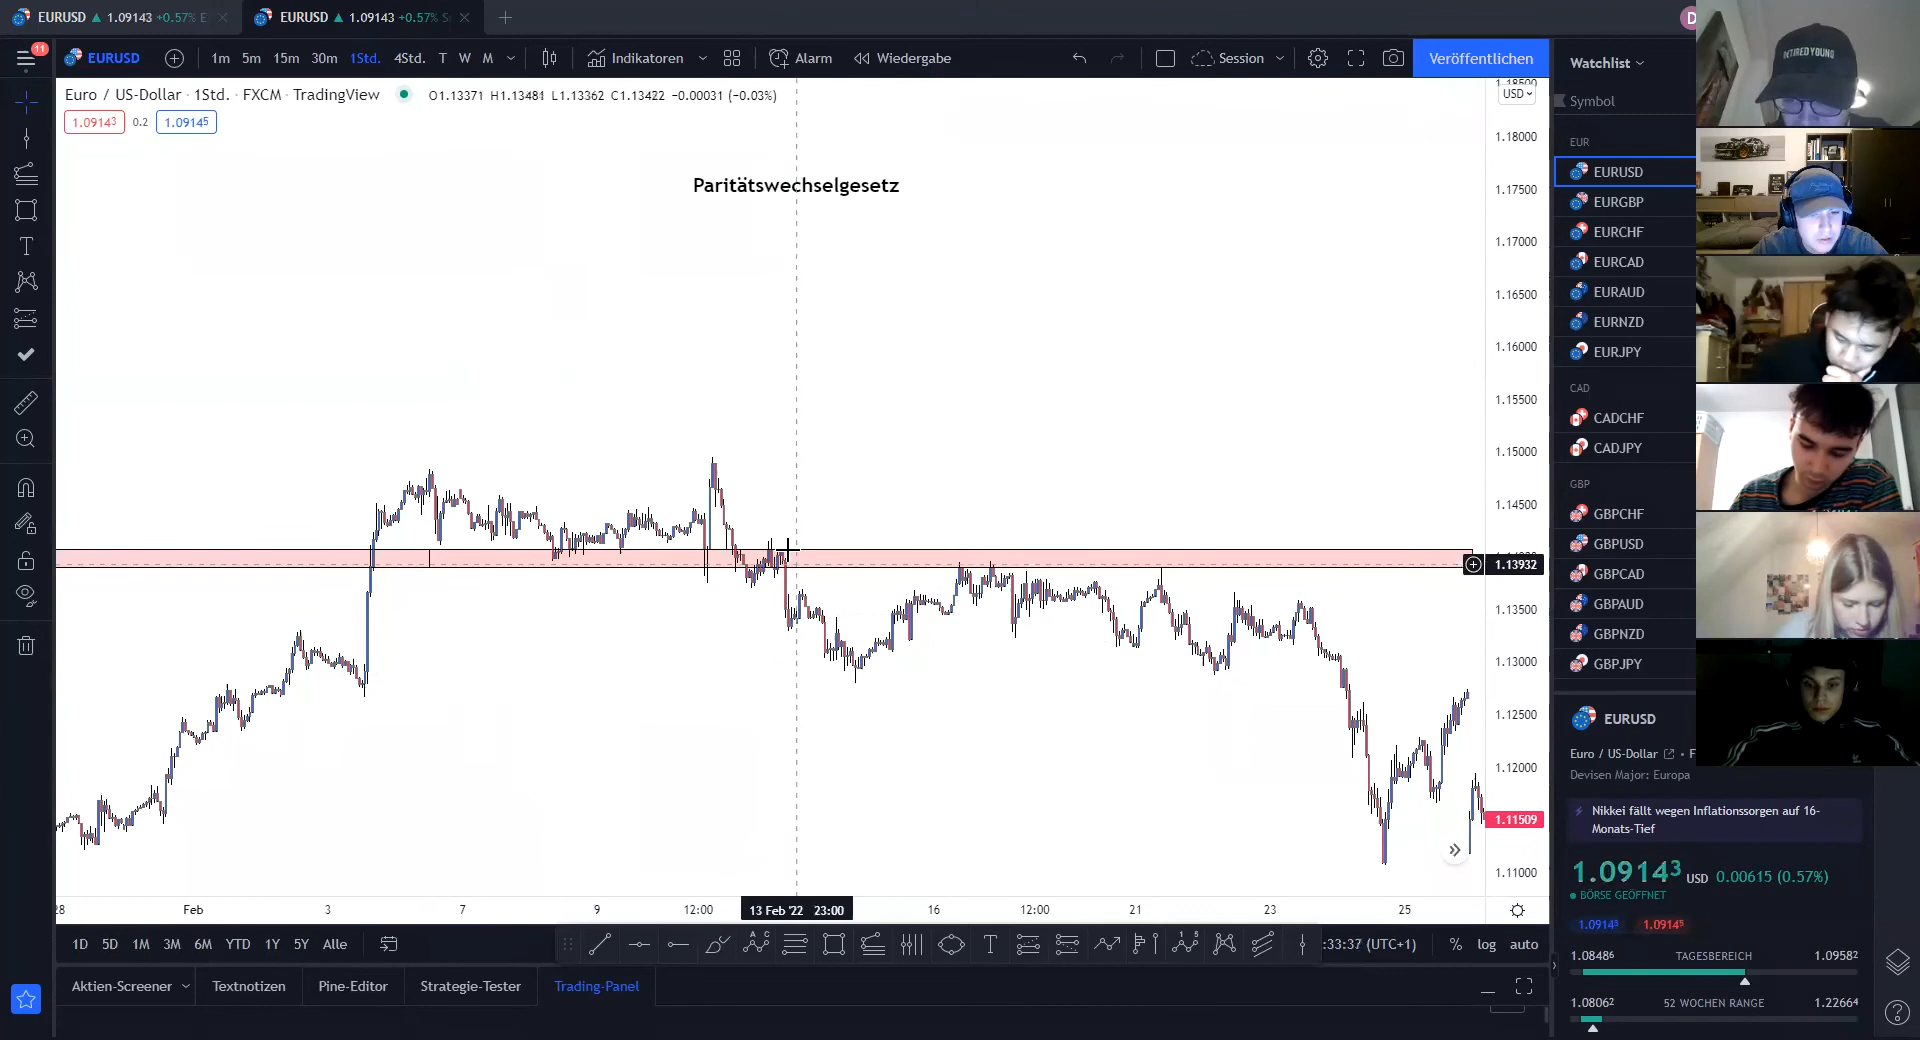 EURUSD ▲ 1.09143 +0.57% E
EURUSD ▲ 1.09143 +0.57% S
D
11
EURUSD
1m 5m 15m 30m 1Std. 4Std. T W M
Indikatoren
Alarm
Wiedergabe
Session
Veröffentlichen
Watchlist
Euro / US-Dollar · 1Std. · FXCM · TradingView
O1.13371 H1.13481 L1.13362 C1.13422 −0.00031 (−0.03%)
1.09143 0.2 1.09145
USD
Paritätswechselgesetz
1.18500
1.18000
1.17500
1.17000
1.16500
1.16000
1.15500
1.15000
1.14500
1.13932
1.13500
1.13000
1.12500
1.12000
1.11509
1.11000
28 Feb 3 7 9 12:00 13 Feb '22 23:00 16 12:00 21 23 25
1D 5D 1M 3M 6M YTD 1Y 5Y Alle
:33:37 (UTC+1) % log auto
Aktien-Screener Textnotizen Pine-Editor Strategie-Tester Trading-Panel
Symbol
EUR
EURUSD
EURGBP
EURCHF
EURCAD
EURAUD
EURNZD
EURJPY
CAD
CADCHF
CADJPY
GBP
GBPCHF
GBPUSD
GBPCAD
GBPAUD
GBPNZD
GBPJPY
EURUSD
Euro / US-Dollar • F
Devisen Major: Europa
Nikkei fällt wegen Inflationssorgen auf 16-
Monats-Tief
1.09143 USD 0.00615 (0.57%)
BÖRSE GEÖFFNET
1.09145 1.09145
1.08486 TAGESBEREICH 1.09582
1.08062 52 WOCHEN RANGE 1.22664
RETIRED YOUNG